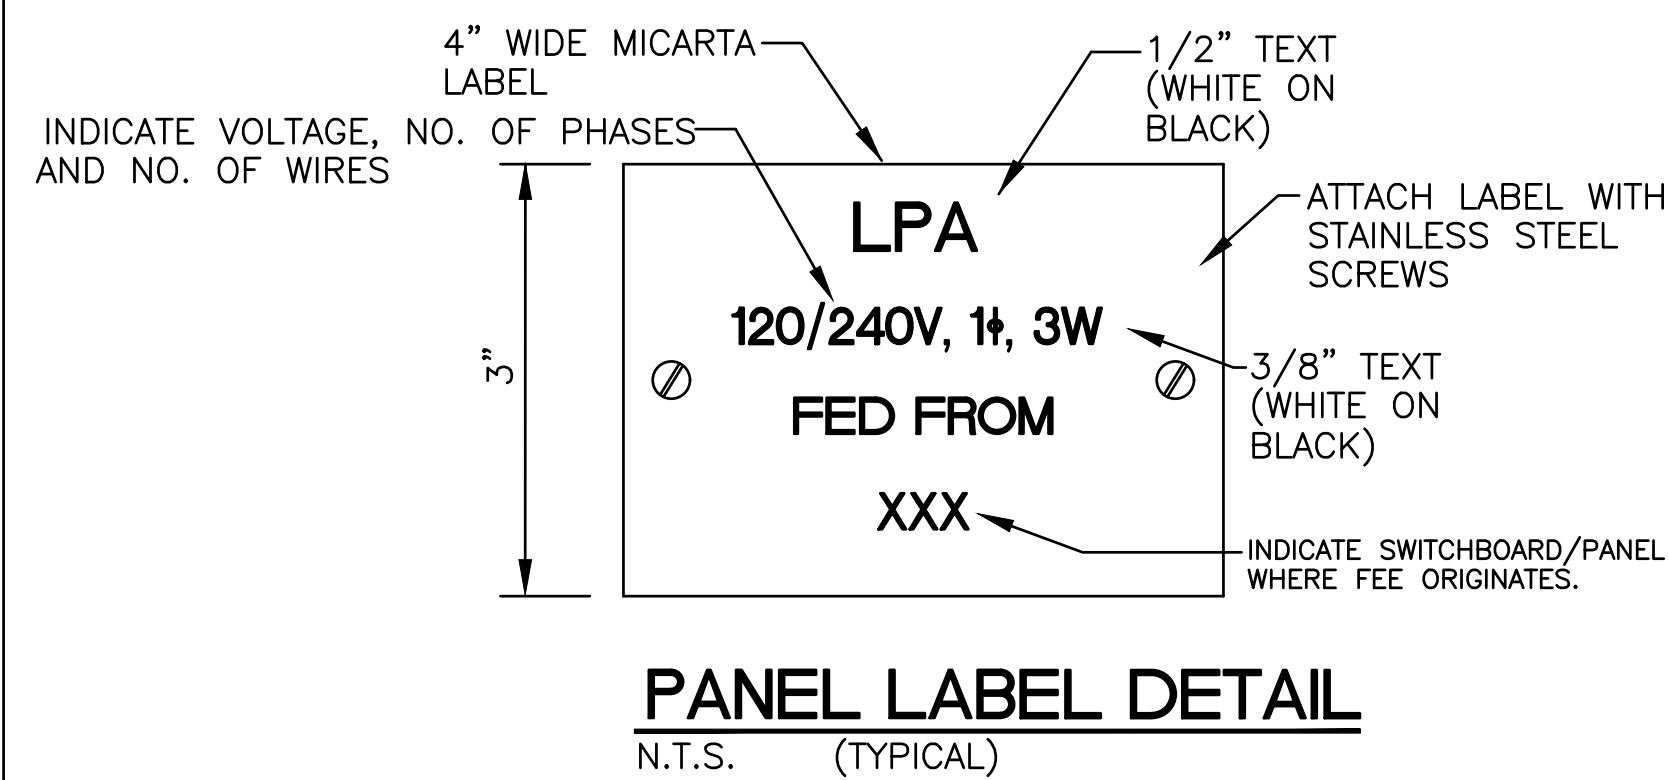 4” WIDE MICARTA
LABEL
1/2” TEXT
(WHITE ON
BLACK)
INDICATE VOLTAGE, NO. OF PHASES
AND NO. OF WIRES
ATTACH LABEL WITH
STAINLESS STEEL
SCREWS
LPA
120/240V, 1ϕ, 3W
3”
3/8” TEXT
(WHITE ON
BLACK)
FED FROM
XXX
INDICATE SWITCHBOARD/PANEL
WHERE FEE ORIGINATES.
PANEL LABEL DETAIL
N.T.S. (TYPICAL)